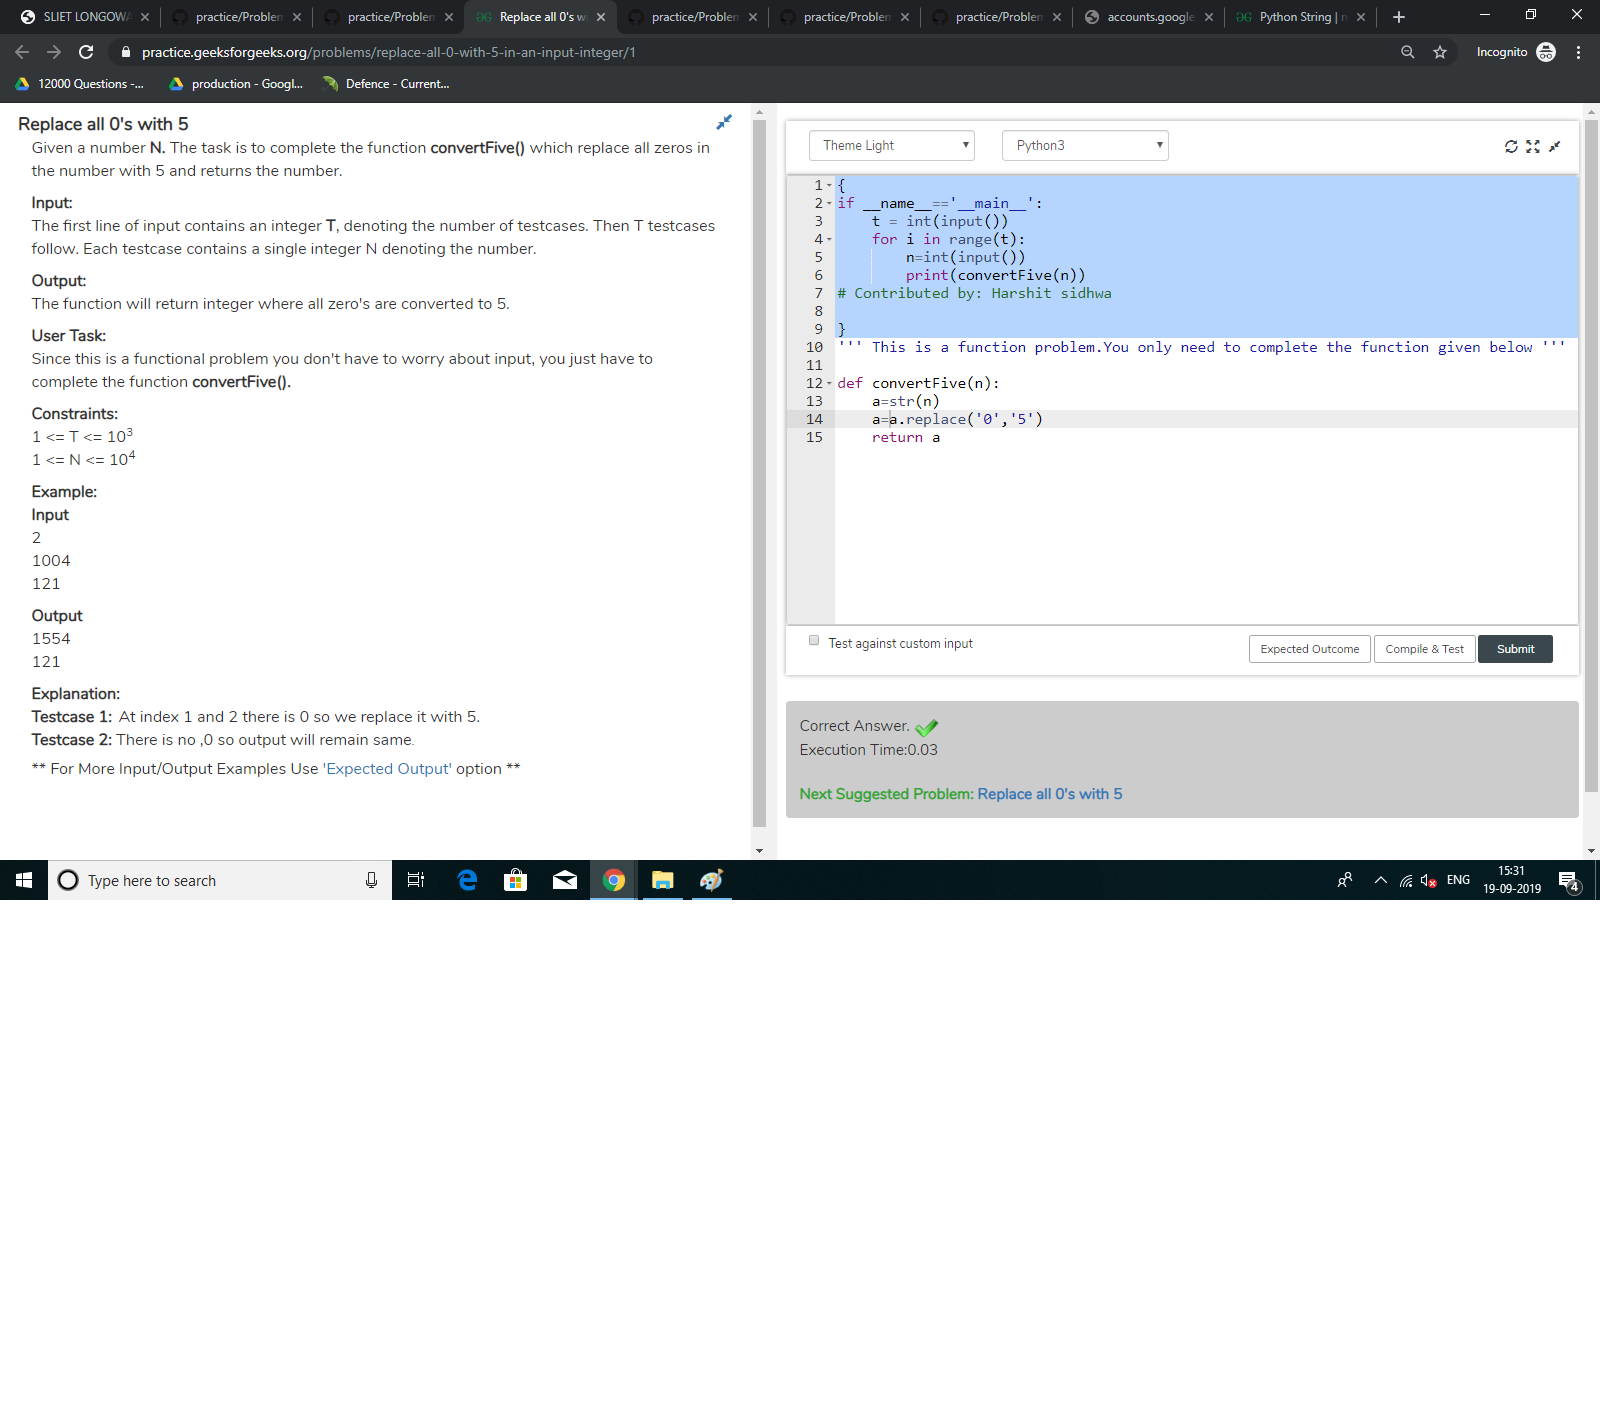 SLIET LONGOWA
practice/Problem
practice/Problem
Replace all 0's w
practice/Problem
practice/Problem
practice/Problem
accounts.google
Python String |
practice.geeksforgeeks.org/problems/replace-all-0-with-5-in-an-input-integer/1
Incognito
12000 Questions -...
production - Googl...
Defence - Current...
Replace all 0's with 5
Given a number N. The task is to complete the function convertFive() which replace all zeros in
the number with 5 and returns the number.
Input:
The first line of input contains an integer T, denoting the number of testcases. Then T testcases
follow. Each testcase contains a single integer N denoting the number.
Output:
The function will return integer where all zero's are converted to 5.
User Task:
Since this is a functional problem you don't have to worry about input, you just have to
complete the function convertFive().
Constraints:
1 <= T <= 10³
1 <= N <= 10⁴
Example:
Input
2
1004
121
Output
1554
121
Explanation:
Testcase 1: At index 1 and 2 there is 0 so we replace it with 5.
Testcase 2: There is no ,0 so output will remain same.
** For More Input/Output Examples Use 'Expected Output' option **
Theme Light
Python3
1 {
2 if __name__=='__main__':
3 t = int(input())
4 for i in range(t):
5 n=int(input())
6 print(convertFive(n))
7 # Contributed by: Harshit sidhwa
8
9 }
10 ''' This is a function problem.You only need to complete the function given below '''
11
12 def convertFive(n):
13 a=str(n)
14 a=a.replace('0','5')
15 return a
Test against custom input
Expected Outcome
Compile & Test
Submit
Correct Answer.
Execution Time:0.03
Next Suggested Problem: Replace all 0's with 5
Type here to search
ENG
15:31
19-09-2019
4